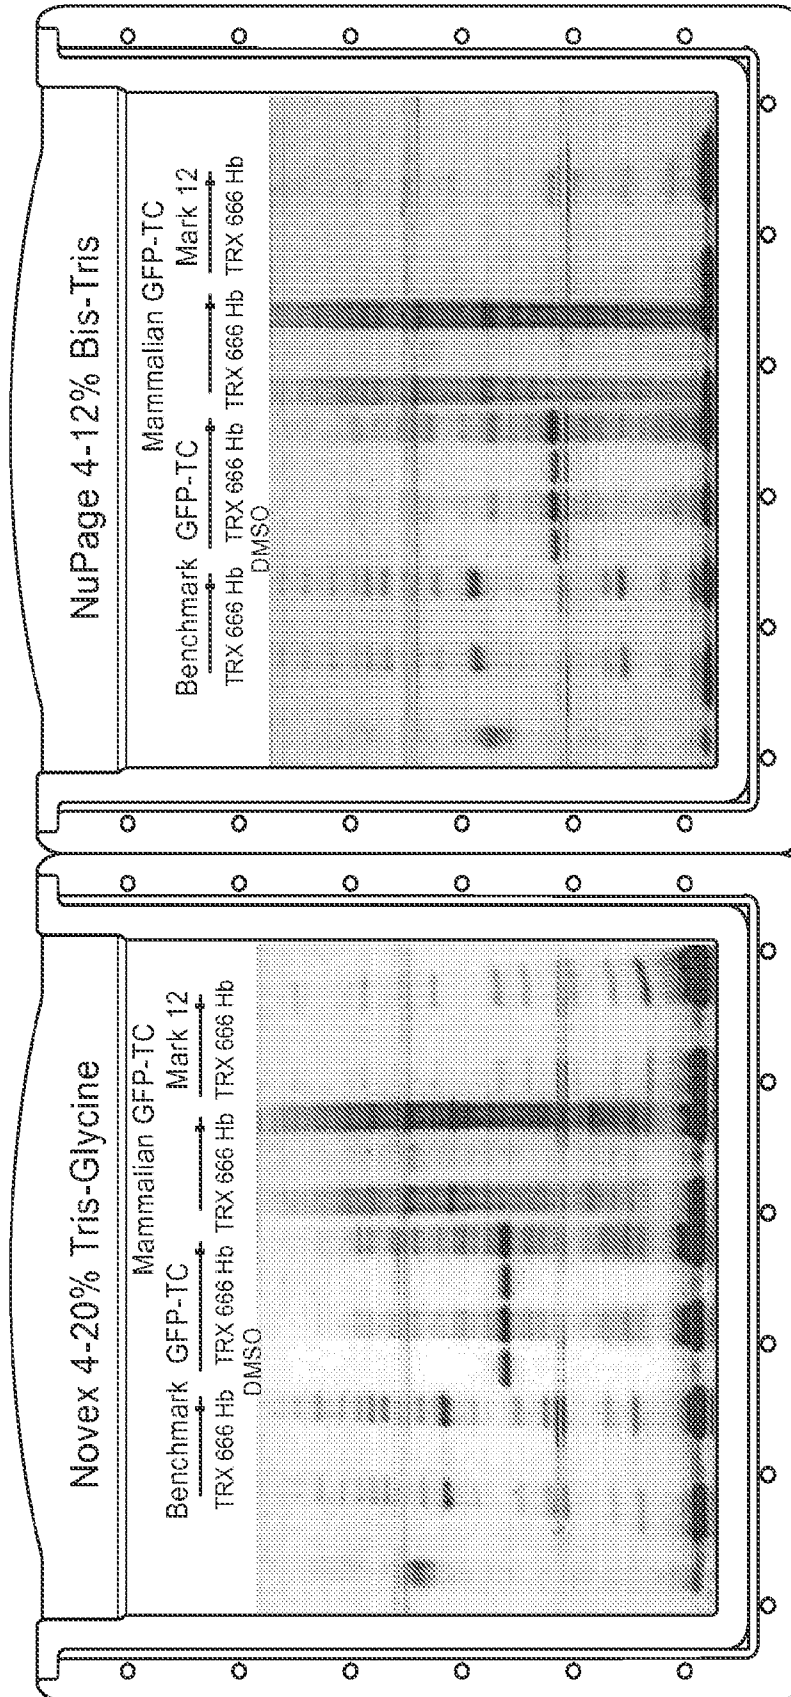 Novex 4-20% Tris-Glycine
Mammalian GFP-TC
Benchmark GFP-TC Mark 12
TRX 666 Hb TRX 666 Hb TRX 666 Hb TRX 666 Hb
DMSO
NuPage 4-12% Bis-Tris
Mammalian GFP-TC
Benchmark GFP-TC Mark 12
TRX 666 Hb TRX 666 Hb TRX 666 Hb TRX 666 Hb
DMSO